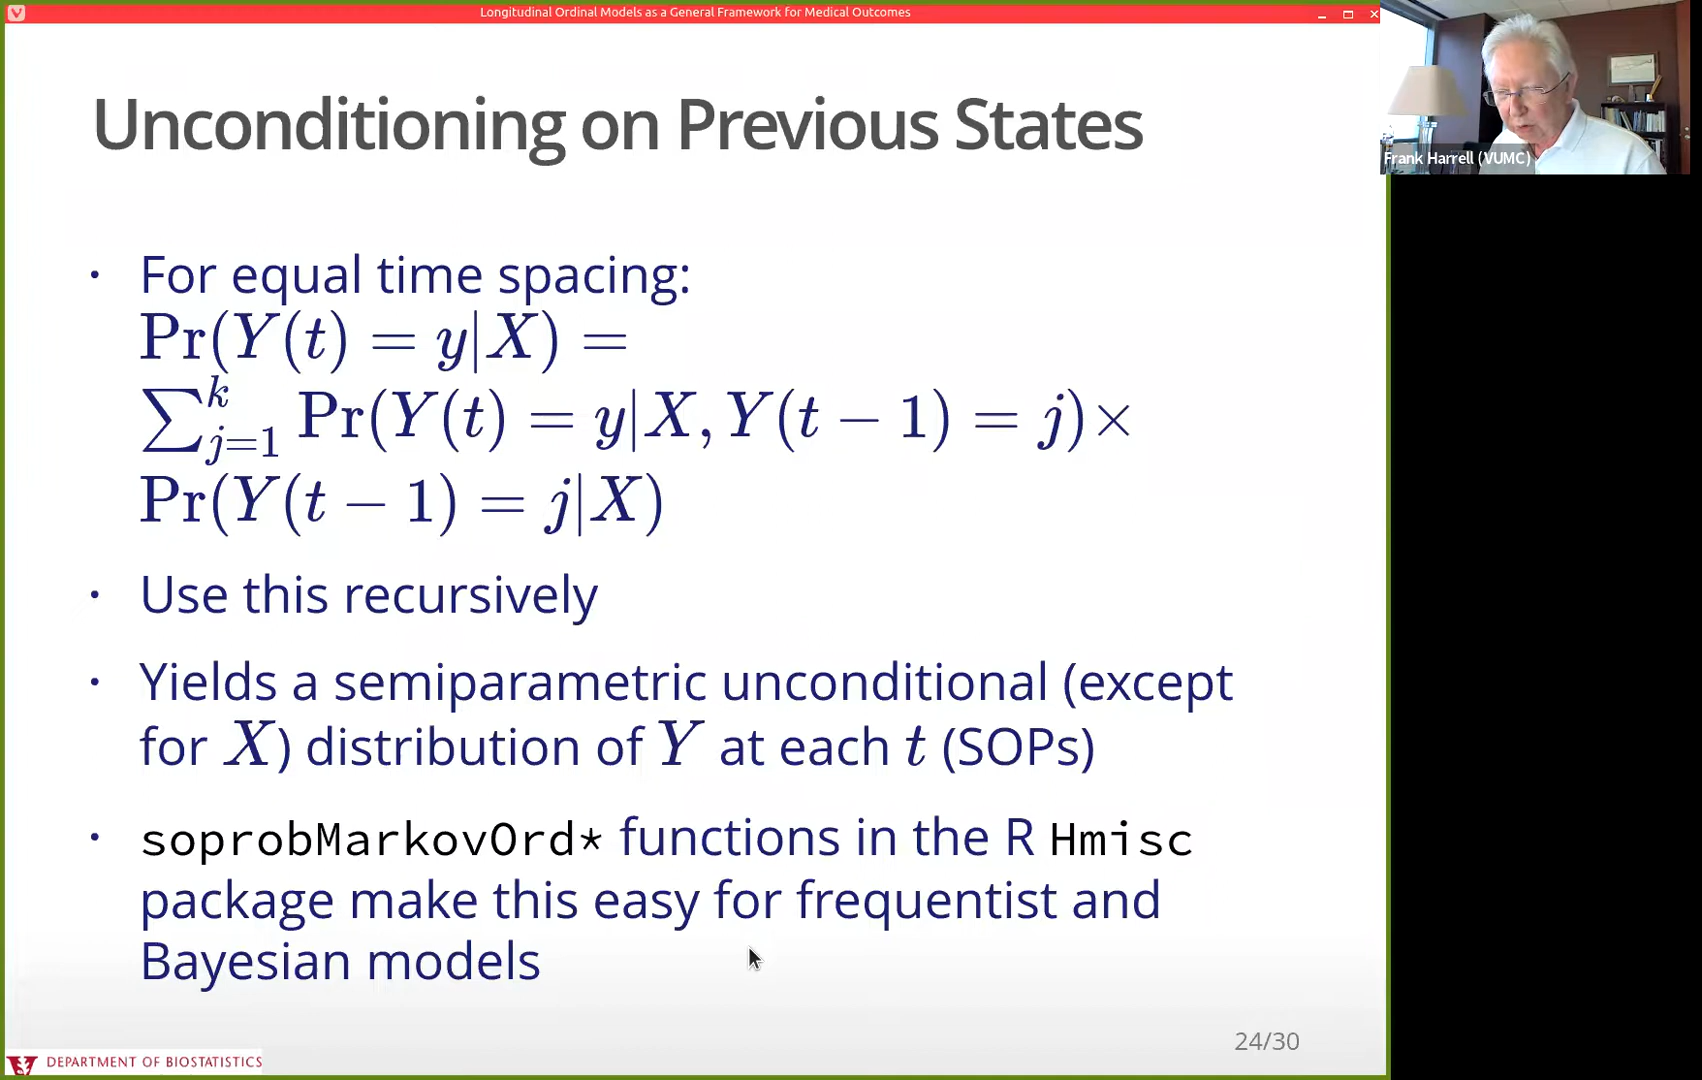 Longitudinal Ordinal Models as a General Framework for Medical Outcomes
Frank Harrell (VUMC)
Unconditioning on Previous States
· For equal time spacing:
Pr(Y(t) = y|X) =
∑_{j=1}^{k} Pr(Y(t) = y|X, Y(t − 1) = j)×
Pr(Y(t − 1) = j|X)
· Use this recursively
· Yields a semiparametric unconditional (except
for X) distribution of Y at each t (SOPs)
· soprobMarkovOrd* functions in the R Hmisc
package make this easy for frequentist and
Bayesian models
24/30
V DEPARTMENT OF BIOSTATISTICS